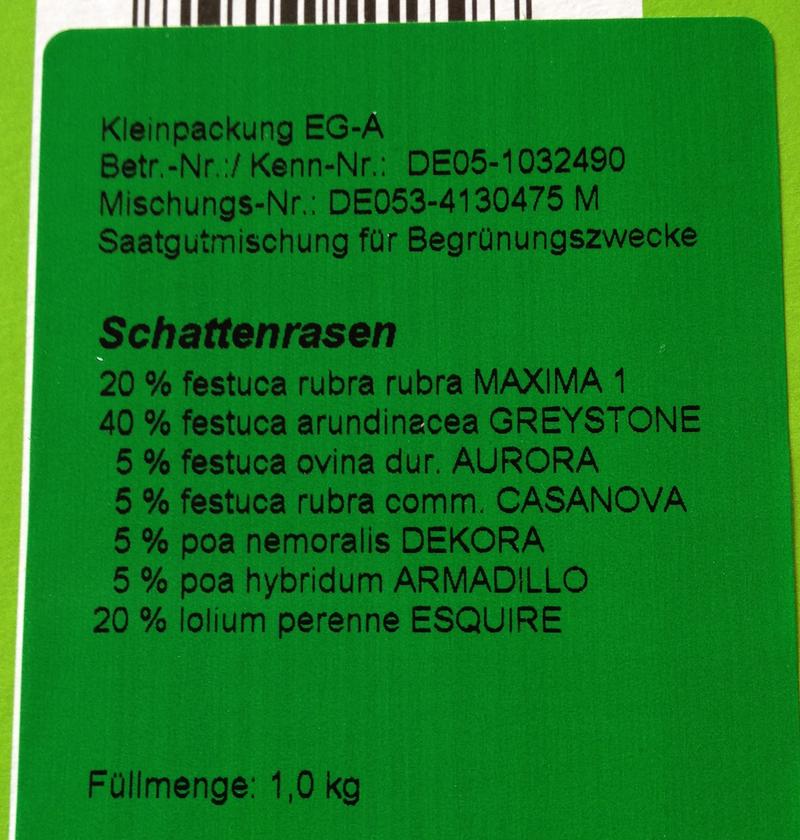 Kleinpackung EG-A
Betr.-Nr.:/ Kenn-Nr.: DE05-1032490
Mischungs-Nr.: DE053-4130475 M
Saatgutmischung für Begrünungszwecke
Schattenrasen
20 % festuca rubra rubra MAXIMA 1
40 % festuca arundinacea GREYSTONE
5 % festuca ovina dur. AURORA
5 % festuca rubra comm. CASANOVA
5 % poa nemoralis DEKORA
5 % poa hybridum ARMADILLO
20 % lolium perenne ESQUIRE
Füllmenge: 1,0 kg